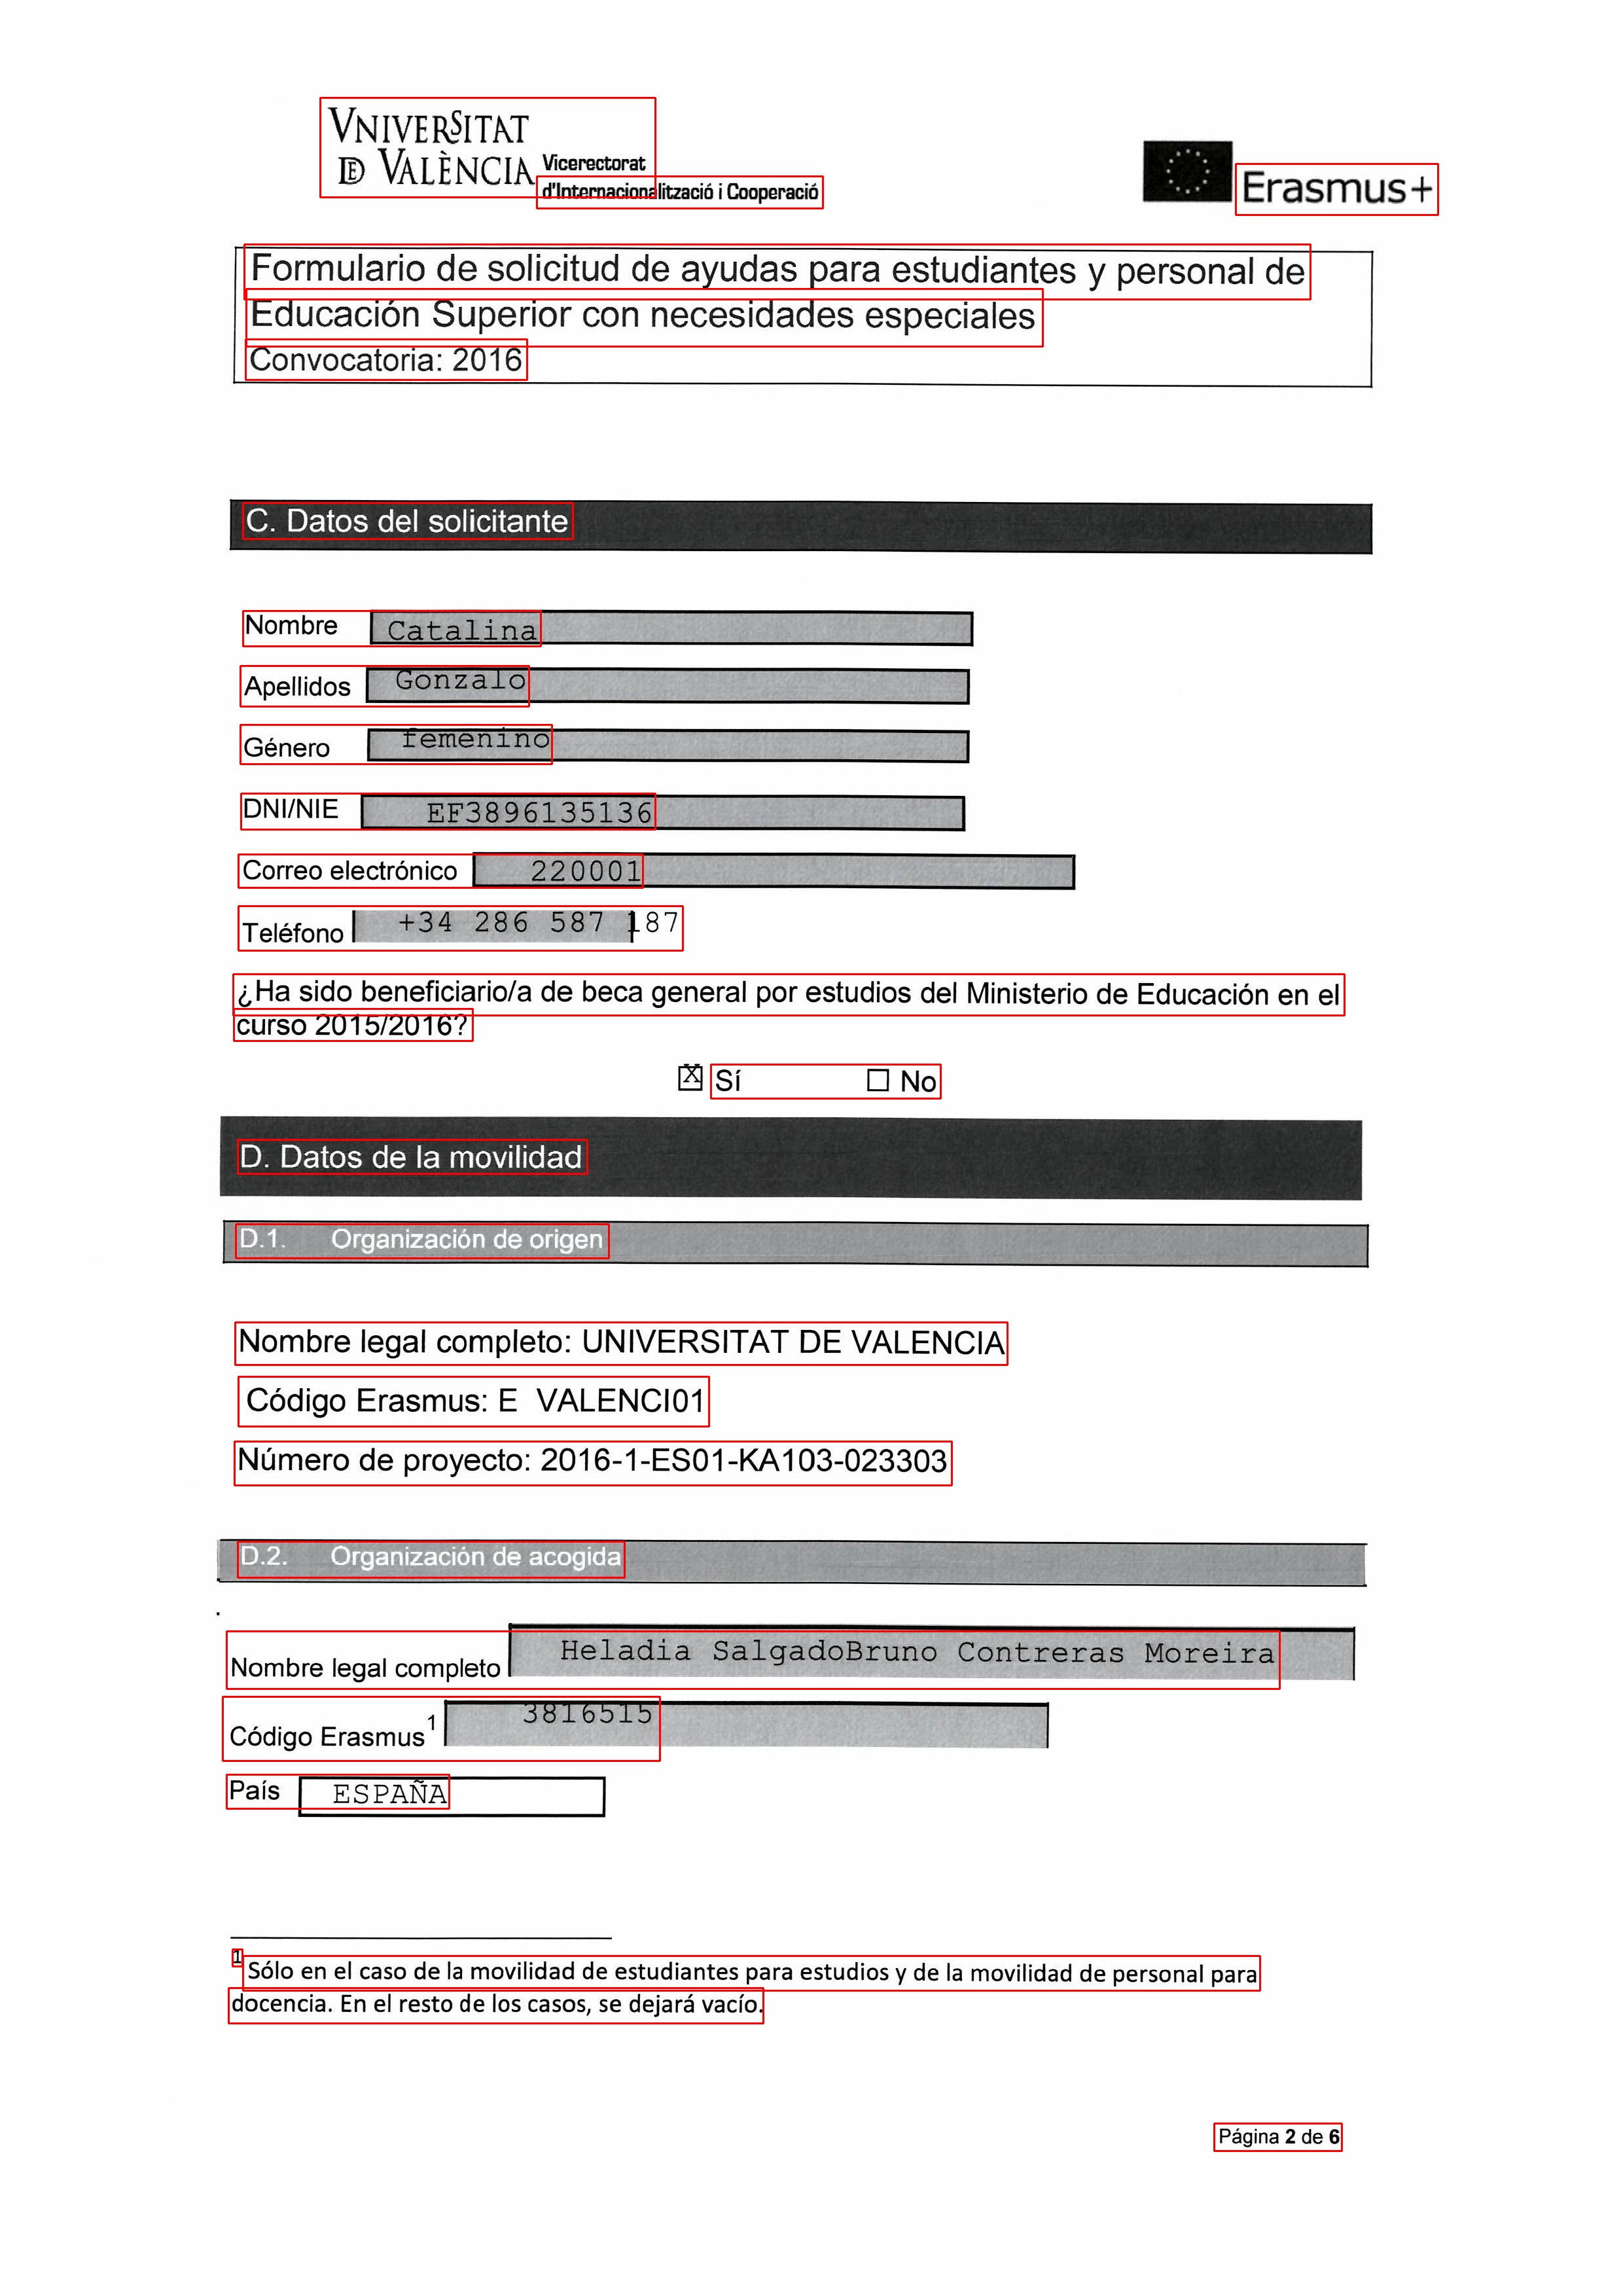 VNIVERSITAT
DE VALÈNCIA Vicerectorat
d'Internacionalització i Cooperació
Erasmus+
Formulario de solicitud de ayudas para estudiantes y personal de
Educación Superior con necesidades especiales
Convocatoria: 2016
C. Datos del solicitante
Nombre Catalina
Apellidos Gonzalo
Género femenino
DNI/NIE EF3896135136
Correo electrónico 220001
Teléfono +34 286 587 187
¿Ha sido beneficiario/a de beca general por estudios del Ministerio de Educación en el
curso 2015/2016?
☒ Sí ☐ No
D. Datos de la movilidad
D.1. Organización de origen
Nombre legal completo: UNIVERSITAT DE VALENCIA
Código Erasmus: E VALENCI01
Número de proyecto: 2016-1-ES01-KA103-023303
D.2. Organización de acogida
Nombre legal completo Heladia SalgadoBruno Contreras Moreira
Código Erasmus1 3816515
País ESPAÑA
1 Sólo en el caso de la movilidad de estudiantes para estudios y de la movilidad de personal para
docencia. En el resto de los casos, se dejará vacío.
Página 2 de 6